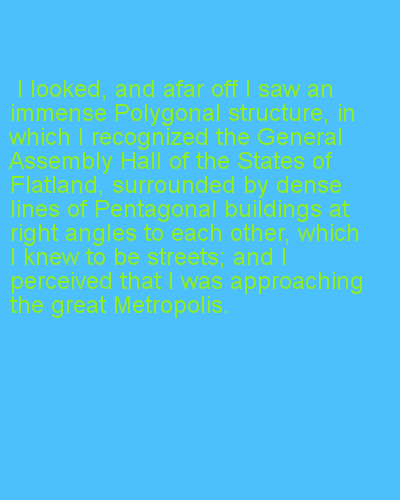 I looked, and afar off I saw an
immense Polygonal structure, in
which I recognized the General
Assembly Hall of the States of
Flatland, surrounded by dense
lines of Pentagonal buildings at
right angles to each other, which
I knew to be streets; and I
perceived that I was approaching
the great Metropolis.